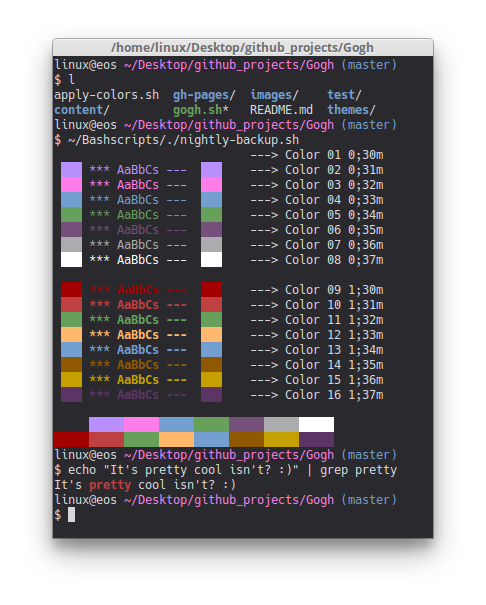 /home/linux/Desktop/github_projects/Gogh
linux@eos ~/Desktop/github_projects/Gogh (master)
$ l
apply-colors.sh  gh-pages/  images/    test/
content/         gogh.sh*   README.md  themes/
linux@eos ~/Desktop/github_projects/Gogh (master)
$ ~/Bashscripts/./nightly-backup.sh
---> Color 01 0;30m
*** AaBbCs --- ---> Color 02 0;31m
*** AaBbCs --- ---> Color 03 0;32m
*** AaBbCs --- ---> Color 04 0;33m
*** AaBbCs --- ---> Color 05 0;34m
*** AaBbCs --- ---> Color 06 0;35m
*** AaBbCs --- ---> Color 07 0;36m
*** AaBbCs --- ---> Color 08 0;37m
*** AaBbCs --- ---> Color 09 1;30m
*** AaBbCs --- ---> Color 10 1;31m
*** AaBbCs --- ---> Color 11 1;32m
*** AaBbCs --- ---> Color 12 1;33m
*** AaBbCs --- ---> Color 13 1;34m
*** AaBbCs --- ---> Color 14 1;35m
*** AaBbCs --- ---> Color 15 1;36m
*** AaBbCs --- ---> Color 16 1;37m
linux@eos ~/Desktop/github_projects/Gogh (master)
$ echo "It's pretty cool isn't? :)" | grep pretty
It's pretty cool isn't? :)
linux@eos ~/Desktop/github_projects/Gogh (master)
$